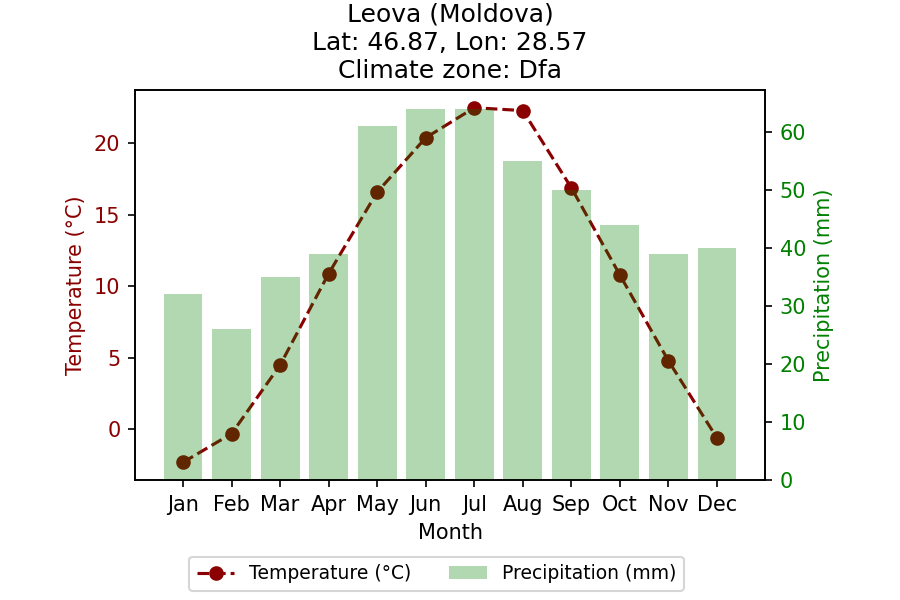 Leova (Moldova)
Lat: 46.87, Lon: 28.57
Climate zone: Dfa
Temperature (°C)
20
15
10
5
0
60
50
40
30
20
10
0
Precipitation (mm)
Jan Feb Mar Apr May Jun Jul Aug Sep Oct Nov Dec
Month
Temperature (°C) Precipitation (mm)